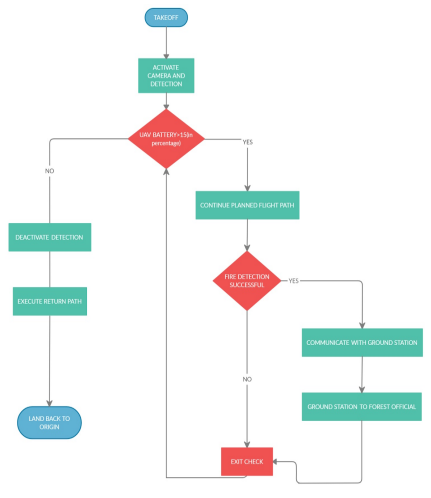 TAKEOFF
ACTIVATE
CAMERA AND
DETECTION
UAV BATTERY>15(in
percentage)
YES
NO
CONTINUE PLANNED FLIGHT PATH
DEACTIVATE DETECTION
FIRE DETECTION
SUCCESSFUL
YES
EXECUTE RETURN PATH
COMMUNICATE WITH GROUND STATION
NO
GROUND STATION TO FOREST OFFICIAL
LAND BACK TO
ORIGIN
EXIT CHECK